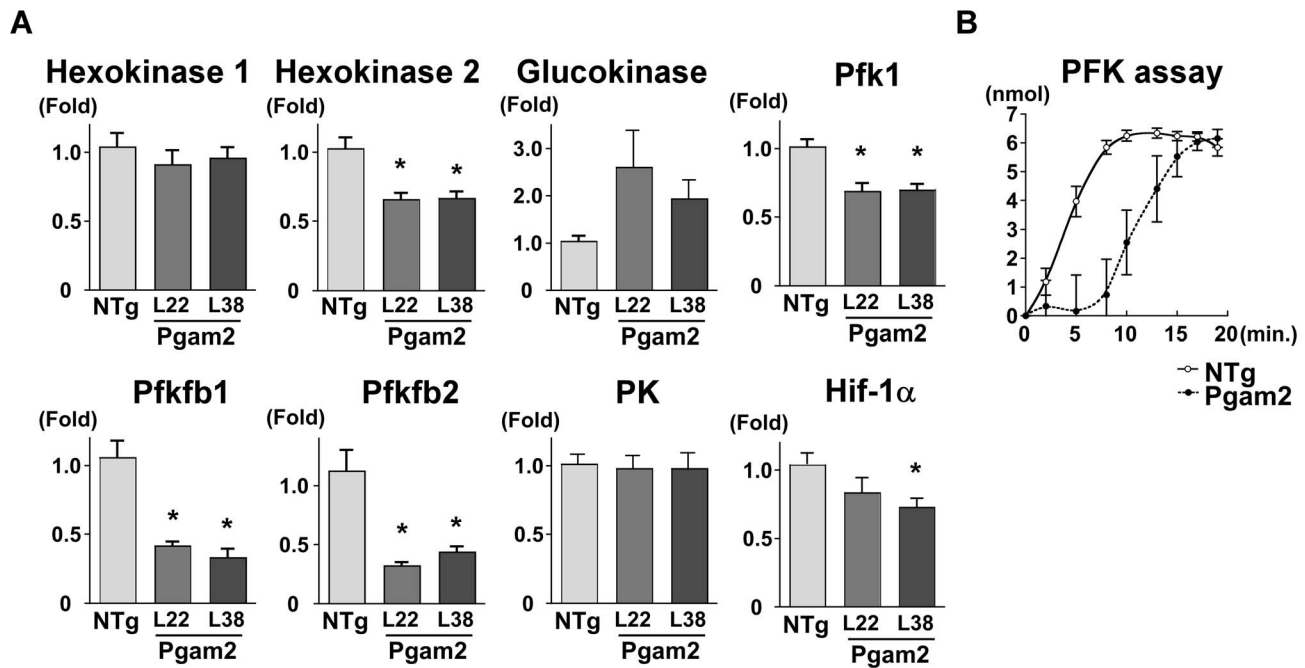 A
B
Hexokinase 1
(Fold)
1.0
0.5
0
NTg
L22
L38
Pgam2
Hexokinase 2
(Fold)
1.0
0.5
0
NTg
L22
L38
Pgam2
Glucokinase
(Fold)
3.0
2.0
1.0
0
NTg
L22
L38
Pgam2
Pfk1
(Fold)
1.0
0.5
0
* *
NTg
L22
L38
Pgam2
PFK assay
(nmol)
7
6
5
4
3
2
1
0
0 5 10 15 20 (min.)
NTg
Pgam2
Pfkfb1
(Fold)
1.0
0.5
0
* *
NTg
L22
L38
Pgam2
Pfkfb2
(Fold)
1.0
0.5
0
* *
NTg
L22
L38
Pgam2
PK
(Fold)
1.0
0.5
0
NTg
L22
L38
Pgam2
Hif-1α
(Fold)
1.0
0.5
0
*
NTg
L22
L38
Pgam2